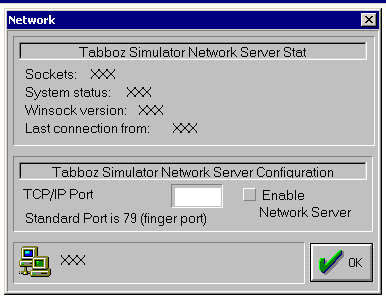 Network
Tabboz Simulator Network Server Stat
Sockets: XXX
System status: XXX
Winsock version: XXX
Last connection from: XXX
Tabboz Simulator Network Server Configuration
TCP/IP Port
Enable
Network Server
Standard Port is 79 (finger port)
XXX
OK